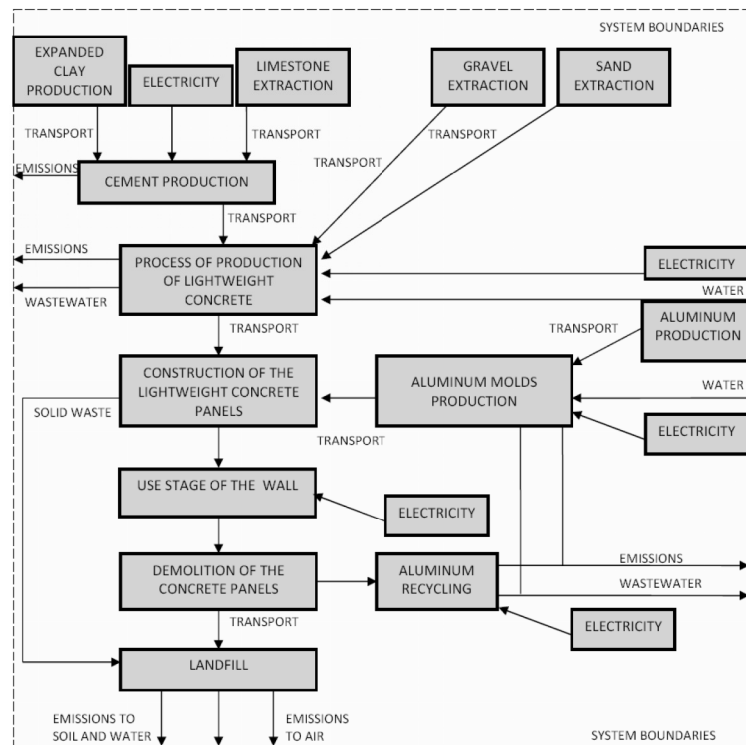 SYSTEM BOUNDARIES
EXPANDED
CLAY
PRODUCTION
ELECTRICITY
LIMESTONE
EXTRACTION
GRAVEL
EXTRACTION
SAND
EXTRACTION
TRANSPORT
TRANSPORT
TRANSPORT
TRANSPORT
EMISSIONS
CEMENT PRODUCTION
TRANSPORT
EMISSIONS
PROCESS OF PRODUCTION
OF LIGHTWEIGHT
CONCRETE
ELECTRICITY
WASTEWATER
WATER
TRANSPORT
TRANSPORT
ALUMINUM
PRODUCTION
CONSTRUCTION OF THE
LIGHTWEIGHT CONCRETE
PANELS
ALUMINUM MOLDS
PRODUCTION
WATER
SOLID WASTE
TRANSPORT
ELECTRICITY
USE STAGE OF THE WALL
ELECTRICITY
DEMOLITION OF THE
CONCRETE PANELS
ALUMINUM
RECYCLING
EMISSIONS
WASTEWATER
TRANSPORT
ELECTRICITY
LANDFILL
EMISSIONS TO
SOIL AND WATER
EMISSIONS
TO AIR
SYSTEM BOUNDARIES